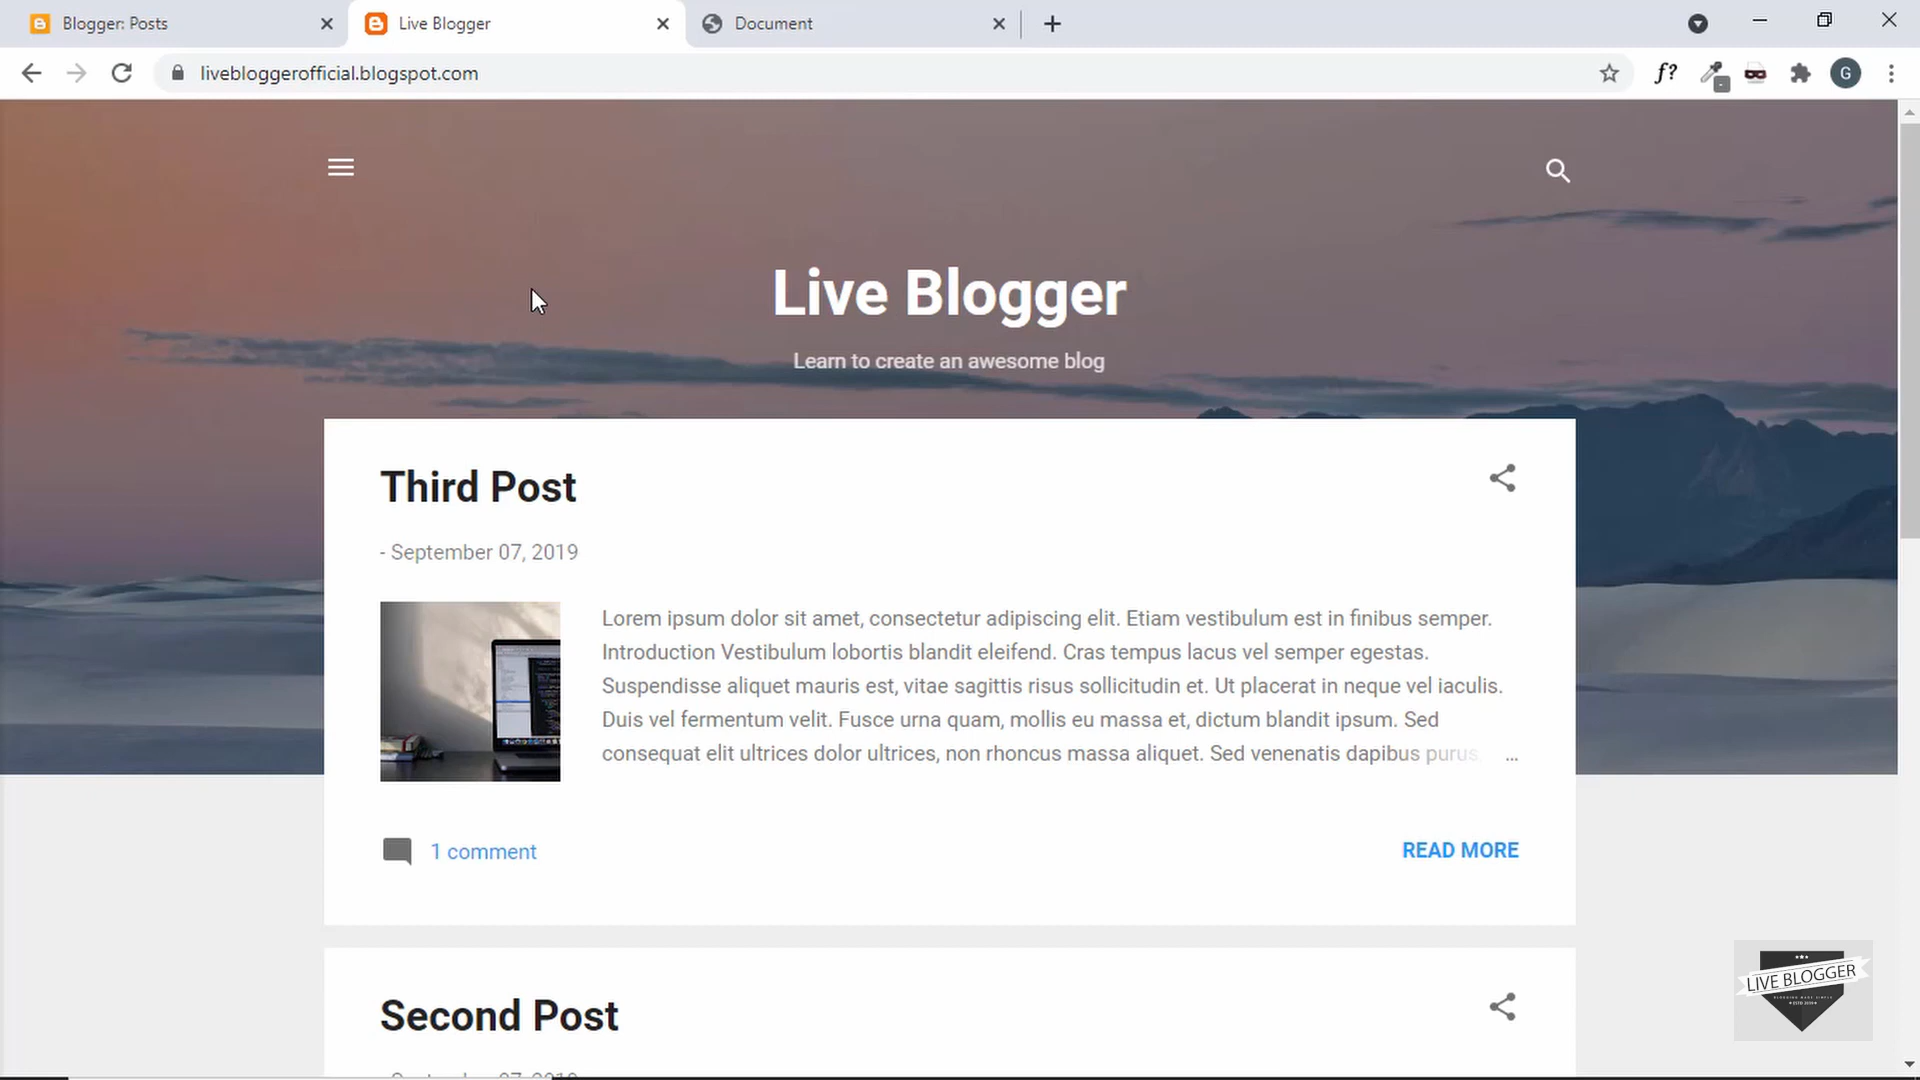 Blogger: Posts
Live Blogger
Document
livebloggerofficial.blogspot.com
f?
G
Live Blogger
Learn to create an awesome blog
Third Post
- September 07, 2019
Lorem ipsum dolor sit amet, consectetur adipiscing elit. Etiam vestibulum est in finibus semper.
Introduction Vestibulum lobortis blandit eleifend. Cras tempus lacus vel semper egestas.
Suspendisse aliquet mauris est, vitae sagittis risus sollicitudin et. Ut placerat in neque vel iaculis.
Duis vel fermentum velit. Fusce urna quam, mollis eu massa et, dictum blandit ipsum. Sed
consequat elit ultrices dolor ultrices, non rhoncus massa aliquet. Sed venenatis dapibus purus, ...
1 comment
READ MORE
Second Post
LIVE BLOGGER